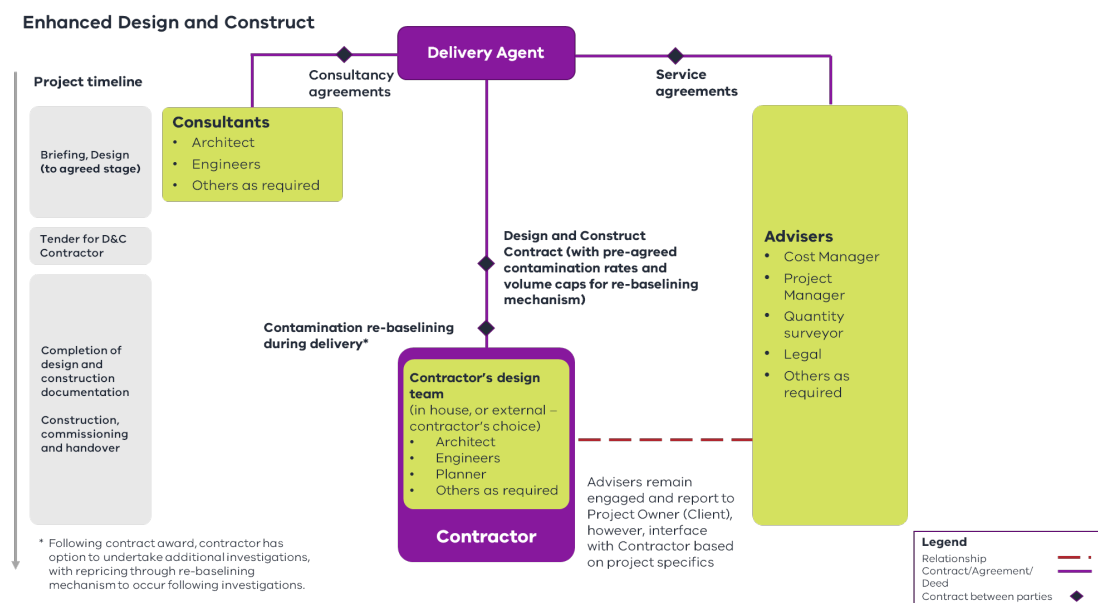 Enhanced Design and Construct
Delivery Agent
Consultancy
agreements
Service
agreements
Project timeline
Briefing, Design
(to agreed stage)
Tender for D&C
Contractor
Completion of
design and
construction
documentation
Construction,
commissioning
and handover
Consultants
• Architect
• Engineers
• Others as required
Design and Construct
Contract (with pre-agreed
contamination rates and
volume caps for re-baselining
mechanism)
Contamination re-baselining
during delivery*
Contractor's design
team
(in house, or external –
contractor's choice)
• Architect
• Engineers
• Planner
• Others as required
Contractor
Advisers
• Cost Manager
• Project
Manager
• Quantity
surveyor
• Legal
• Others as
required
Advisers remain
engaged and report to
Project Owner (Client),
however, interface
with Contractor based
on project specifics
* Following contract award, contractor has
option to undertake additional investigations,
with repricing through re-baselining
mechanism to occur following investigations.
Legend
Relationship
Contract/Agreement/
Deed
Contract between parties